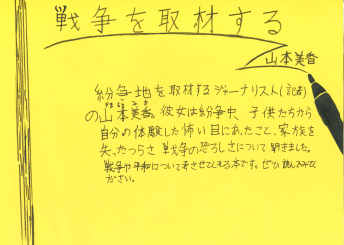 戦争を取材する
山本美香
紛争地を取材するジャーナリスト(記者)
の山本美香。彼女は紛争中、子供たちから
自分の体験した怖い目にあたこと、家族を
失ったつらさ 戦争の恐ろしさについて聞きました。
戦争や平和について考させてくれる本です。ぜひ読んでみてく
ださい。